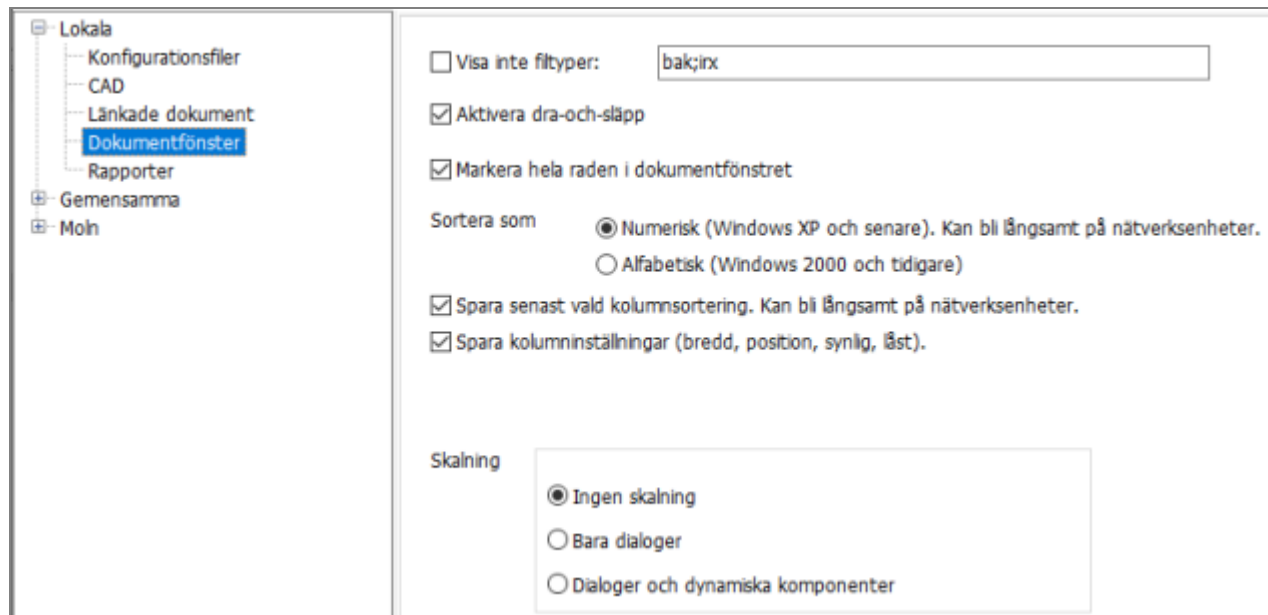 Lokala
Konfigurationsfiler
CAD
Länkade dokument
Dokumentfönster
Rapporter
Gemensamma
Moln
Visa inte filtyper: bak;irx
Aktivera dra-och-släpp
Markera hela raden i dokumentfönstret
Sortera som Numerisk (Windows XP och senare). Kan bli långsamt på nätverksenheter.
Alfabetisk (Windows 2000 och tidigare)
Spara senast vald kolumnsortering. Kan bli långsamt på nätverksenheter.
Spara kolumninställningar (bredd, position, synlig, låst).
Skalning
Ingen skalning
Bara dialoger
Dialoger och dynamiska komponenter